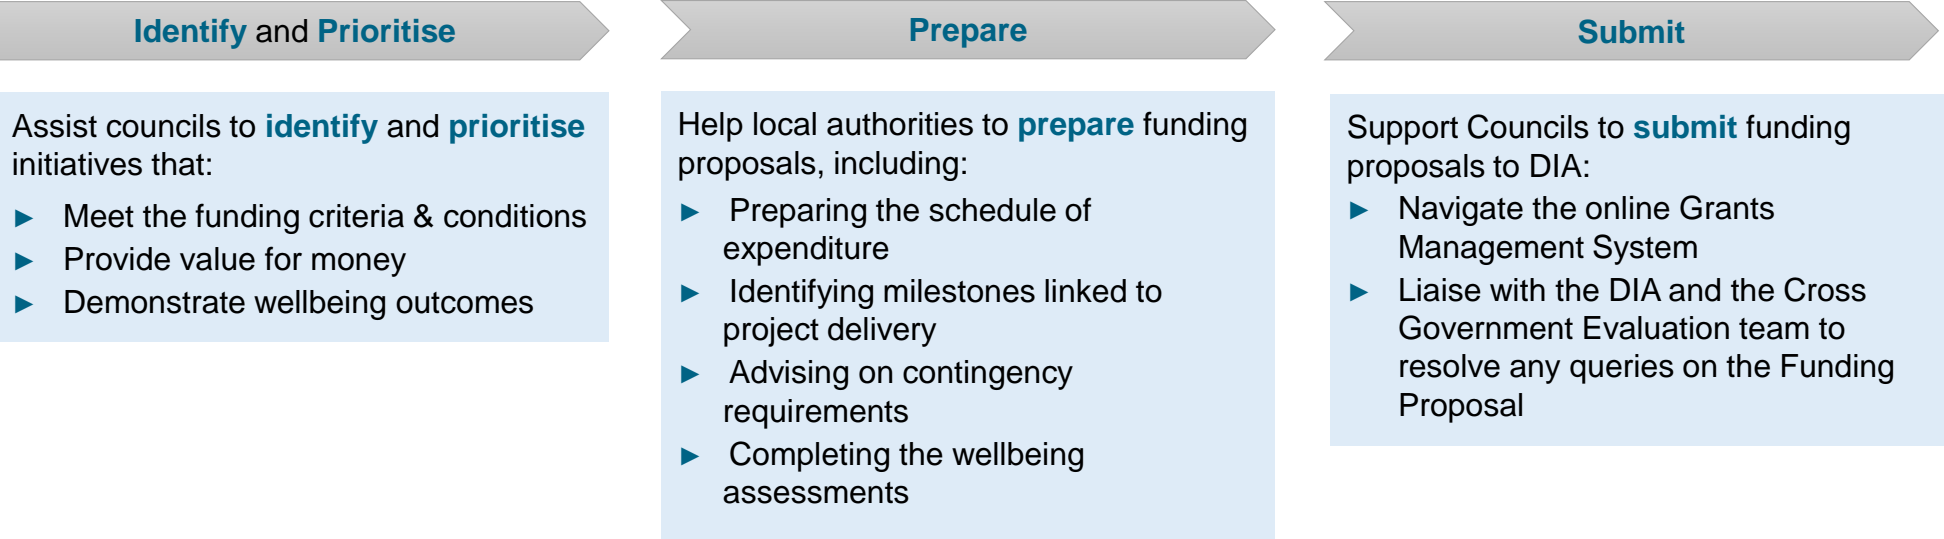 Identify and Prioritise
Assist councils to identify and prioritise
initiatives that:
► Meet the funding criteria & conditions
► Provide value for money
► Demonstrate wellbeing outcomes
Prepare
Help local authorities to prepare funding
proposals, including:
► Preparing the schedule of
expenditure
► Identifying milestones linked to
project delivery
► Advising on contingency
requirements
► Completing the wellbeing
assessments
Submit
Support Councils to submit funding
proposals to DIA:
► Navigate the online Grants
Management System
► Liaise with the DIA and the Cross
Government Evaluation team to
resolve any queries on the Funding
Proposal